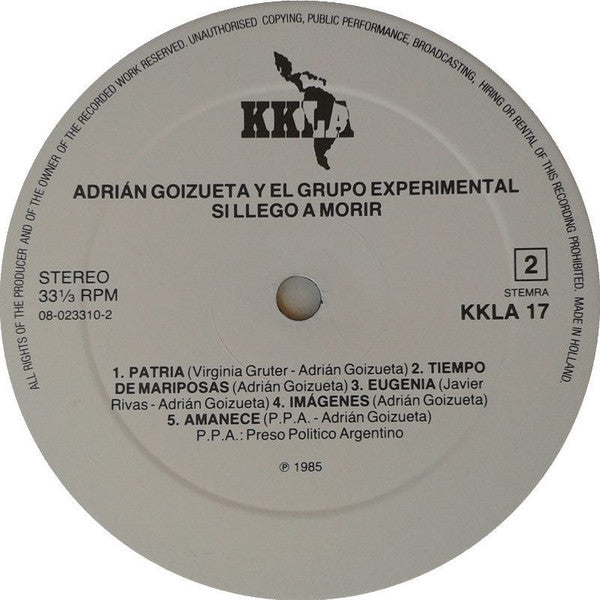 ALL RIGHTS OF THE PRODUCER AND OF THE OWNER OF THE RECORDED WORK RESERVED. UNAUTHORISED COPYING, PUBLIC PERFORMANCE, BROADCASTING, HIRING OR RENTAL OF THIS RECORDING PROHIBITED. MADE IN HOLLAND.
KKLA
ADRIÁN GOIZUETA Y EL GRUPO EXPERIMENTAL
SI LLEGO A MORIR
STEREO
33⅓ RPM
08-023310-2
2
STEMRA
KKLA 17
1. PATRIA (Virginia Gruter - Adrián Goizueta) 2. TIEMPO
DE MARIPOSAS (Adrián Goizueta) 3. EUGENIA (Javier
Rivas - Adrián Goizueta) 4. IMÁGENES (Adrián Goizueta)
5. AMANECE (P.P.A. - Adrián Goizueta)
P.P.A.: Preso Politico Argentino
℗ 1985